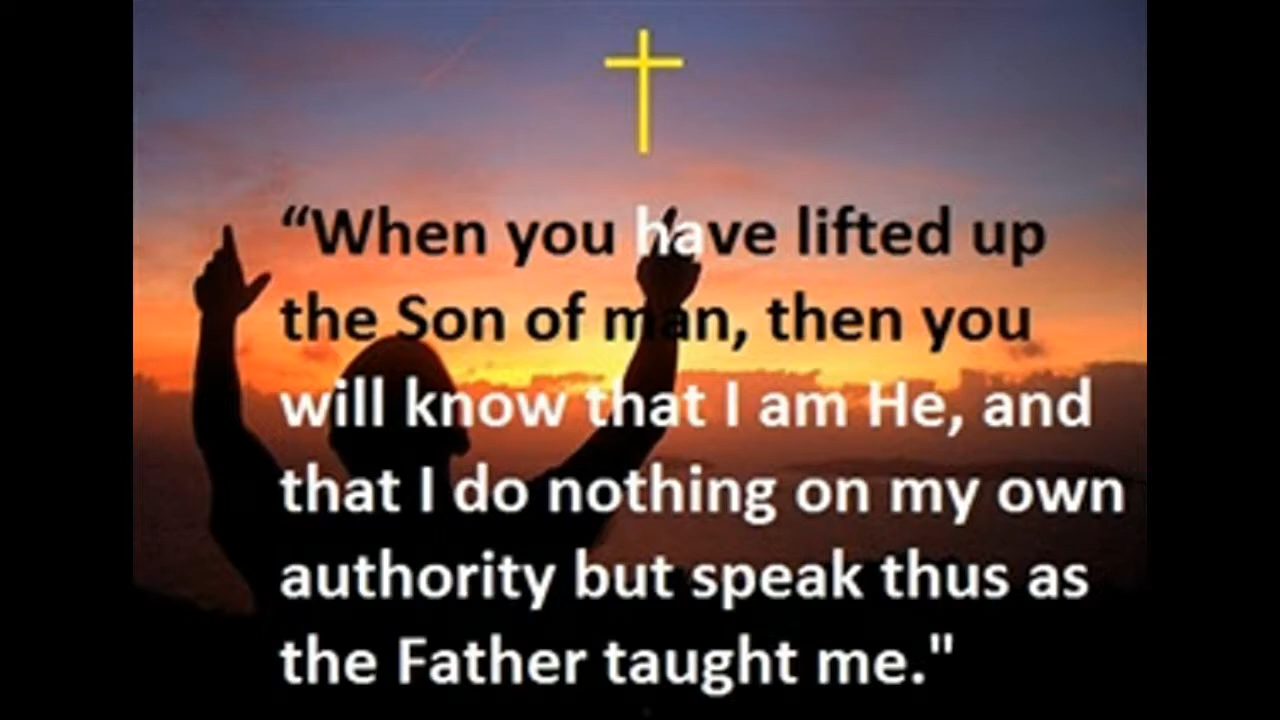 “When you have lifted up
the Son of man, then you
will know that I am He, and
that I do nothing on my own
authority but speak thus as
the Father taught me."